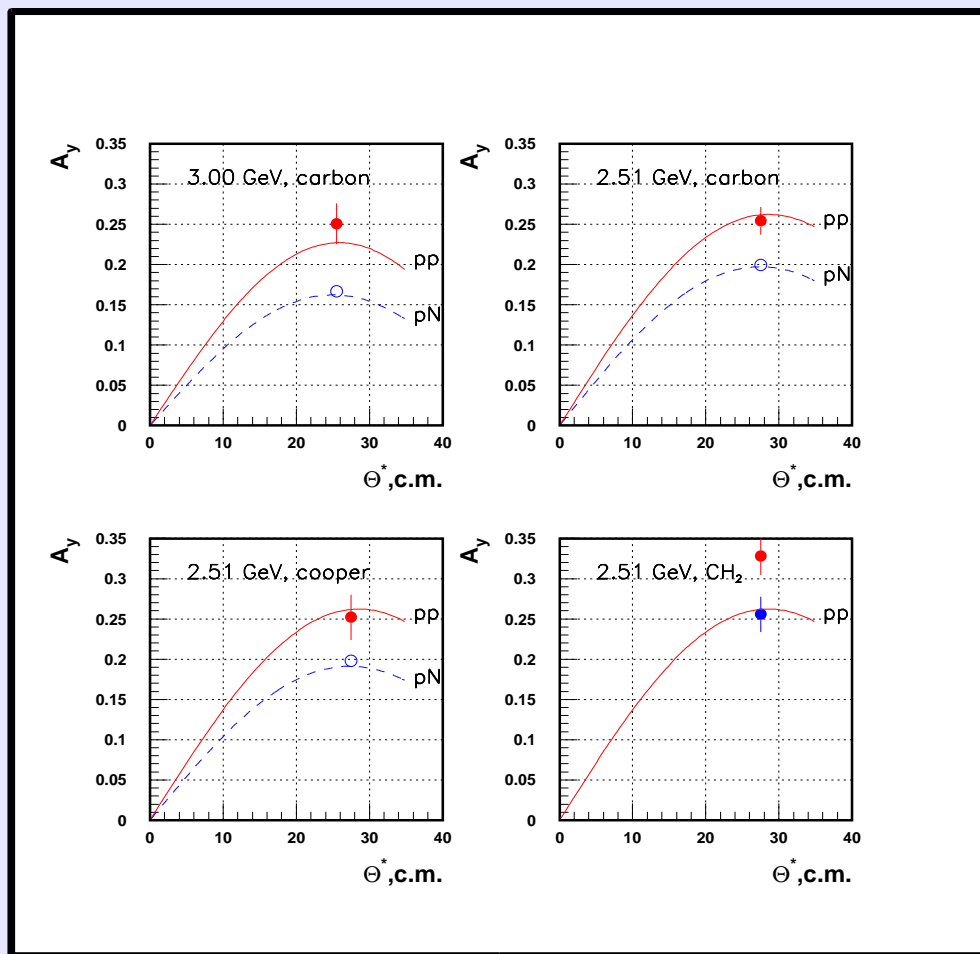 A_y
0.35
0.3
0.25
0.2
0.15
0.1
0.05
0
3.00 GeV, carbon
pp
pN
0 10 20 30 40
Θ*,c.m.
A_y
0.35
0.3
0.25
0.2
0.15
0.1
0.05
0
2.51 GeV, carbon
pp
pN
0 10 20 30 40
Θ*,c.m.
A_y
0.35
0.3
0.25
0.2
0.15
0.1
0.05
0
2.51 GeV, cooper
pp
pN
0 10 20 30 40
Θ*,c.m.
A_y
0.35
0.3
0.25
0.2
0.15
0.1
0.05
0
2.51 GeV, CH₂
pp
0 10 20 30 40
Θ*,c.m.